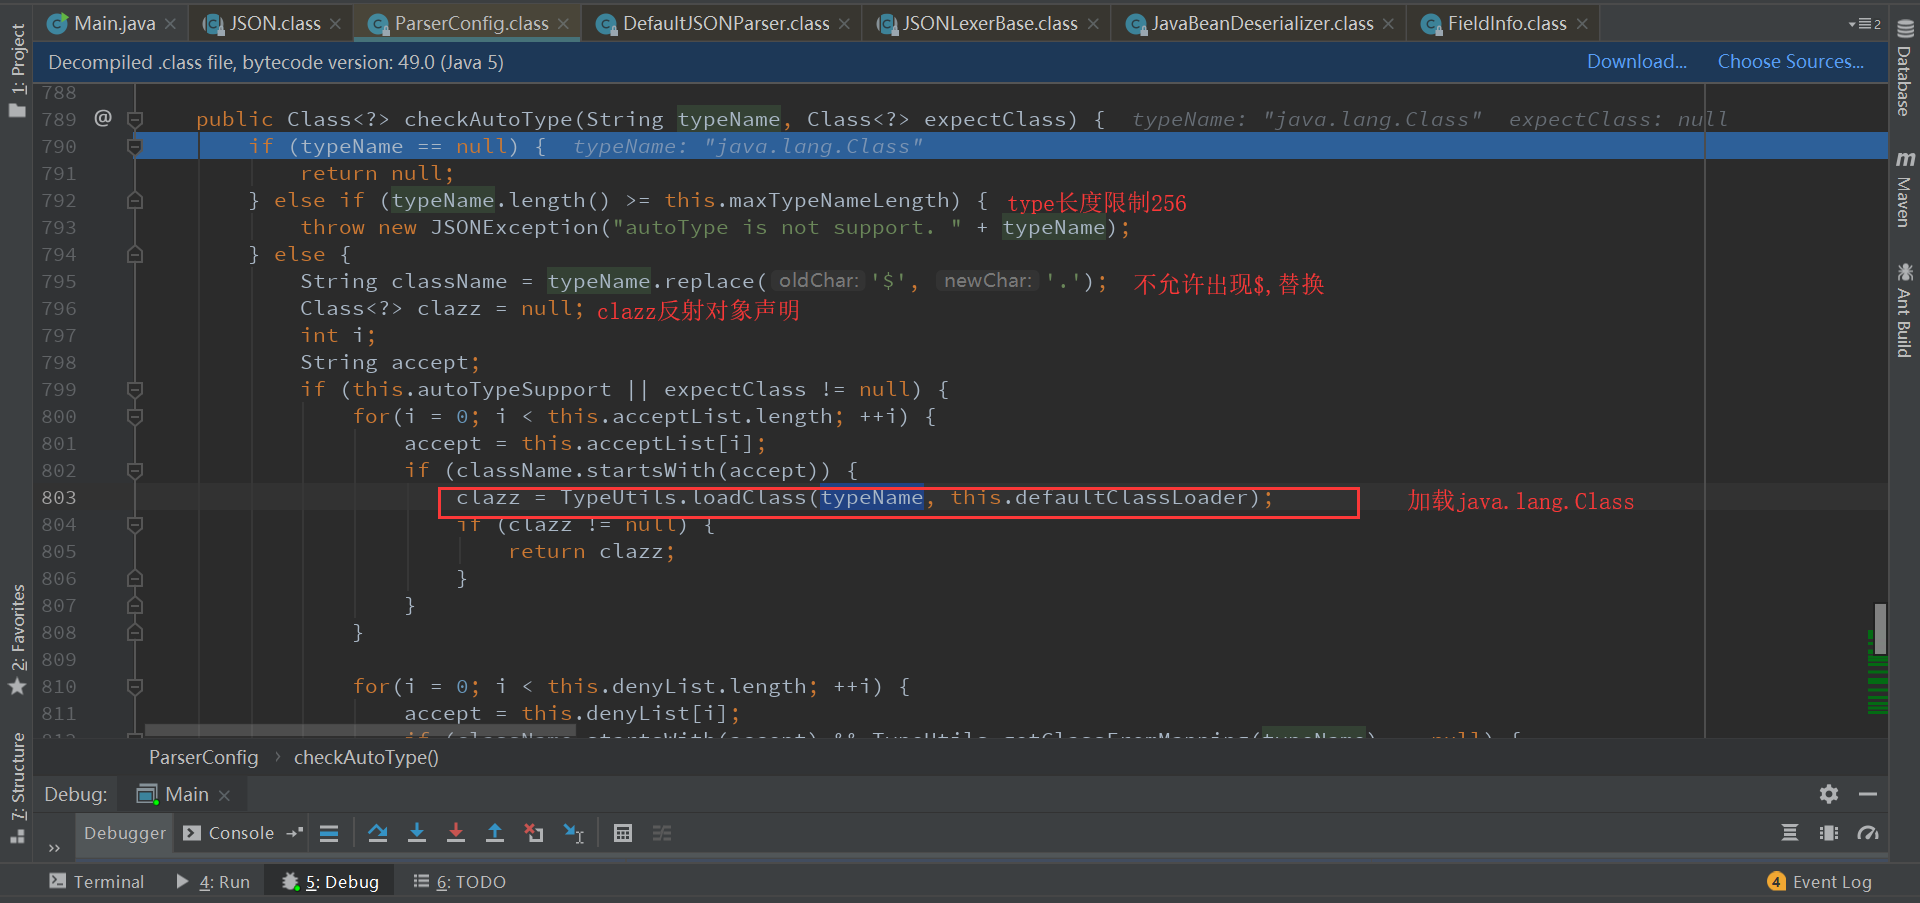 Main.java
JSON.class
ParserConfig.class
DefaultJSONParser.class
JSONLexerBase.class
JavaBeanDeserializer.class
FieldInfo.class
2
Decompiled .class file, bytecode version: 49.0 (Java 5)
Download...
Choose Sources...
1: Project
2: Favorites
7: Structure
Database
m Maven
Ant Build
788
789 @ public Class<?> checkAutoType(String typeName, Class<?> expectClass) { typeName: "java.lang.Class" expectClass: null
790 if (typeName == null) { typeName: "java.lang.Class"
791 return null;
792 } else if (typeName.length() >= this.maxTypeNameLength) { type长度限制256
793 throw new JSONException("autoType is not support. " + typeName);
794 } else {
795 String className = typeName.replace( oldChar: '$', newChar: '.'); 不允许出现$,替换
796 Class<?> clazz = null; clazz反射对象声明
797 int i;
798 String accept;
799 if (this.autoTypeSupport || expectClass != null) {
800 for(i = 0; i < this.acceptList.length; ++i) {
801 accept = this.acceptList[i];
802 if (className.startsWith(accept)) {
803 clazz = TypeUtils.loadClass(typeName, this.defaultClassLoader); 加载java.lang.Class
804 if (clazz != null) {
805 return clazz;
806 }
807 }
808 }
809
810 for(i = 0; i < this.denyList.length; ++i) {
811 accept = this.denyList[i];
ParserConfig
checkAutoType()
Debug:
Main
Debugger
Console
Terminal
4: Run
5: Debug
6: TODO
4 Event Log